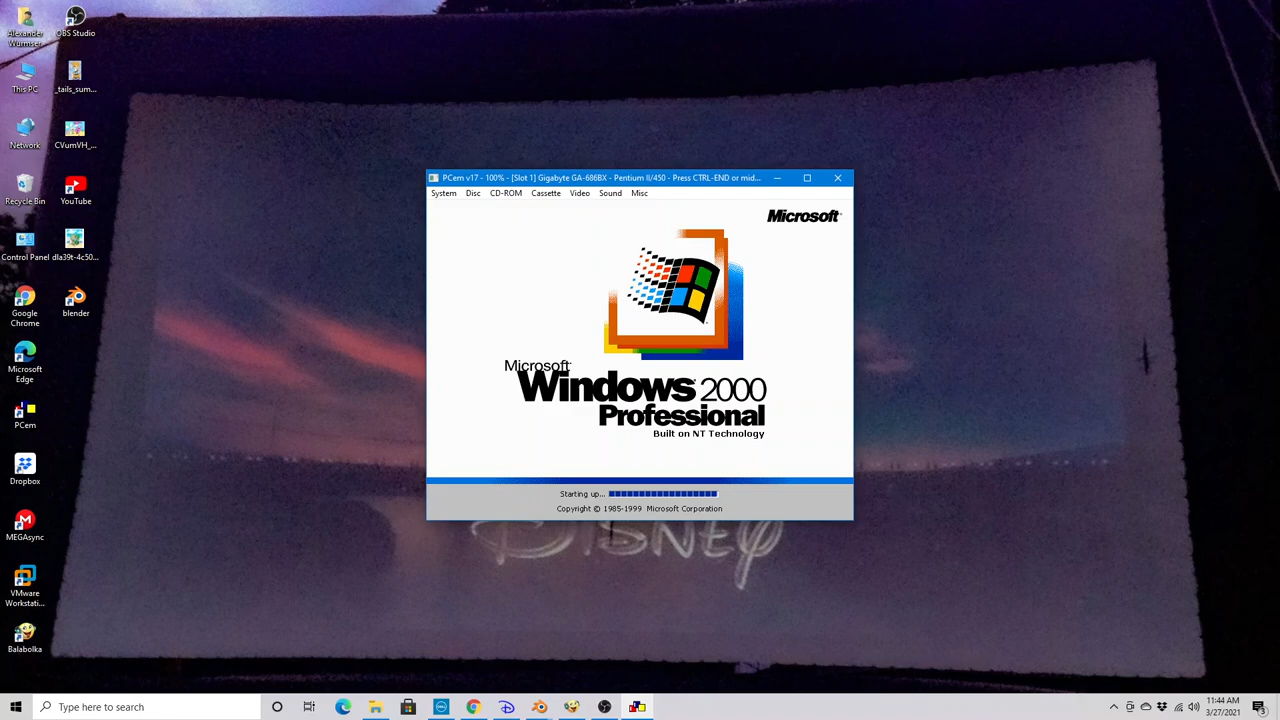 Alexander
Wurmser
OBS Studio
This PC
_tails_sum...
Network
CVumVH_...
Recycle Bin
YouTube
Control Panel
dla39t-4c50...
Google
Chrome
blender
Microsoft
Edge
PCem
Dropbox
MEGAsync
VMware
Workstati...
Balabolka
PCem v17 - 100% - [Slot 1] Gigabyte GA-686BX - Pentium II/450 - Press CTRL-END or mid...
System Disc CD-ROM Cassette Video Sound Misc
Microsoft
Microsoft
Windows 2000
Professional
Built on NT Technology
Starting up...
Copyright © 1985-1999 Microsoft Corporation
DISNEY
Type here to search
DELL
11:44 AM
3/27/2021
3